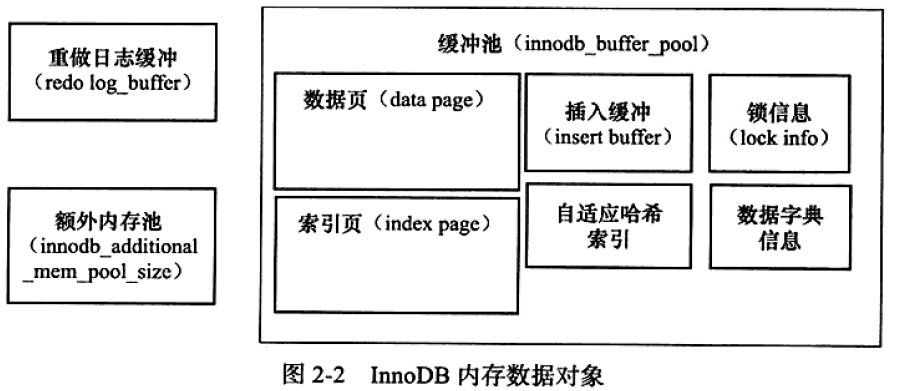 重做日志缓冲
（redo log_buffer）
额外内存池
（innodb_additional
_mem_pool_size）
缓冲池（innodb_buffer_pool）
数据页（data page）
插入缓冲
（insert buffer）
锁信息
（lock info）
索引页（index page）
自适应哈希
索引
数据字典
信息
图 2-2 InnoDB 内存数据对象